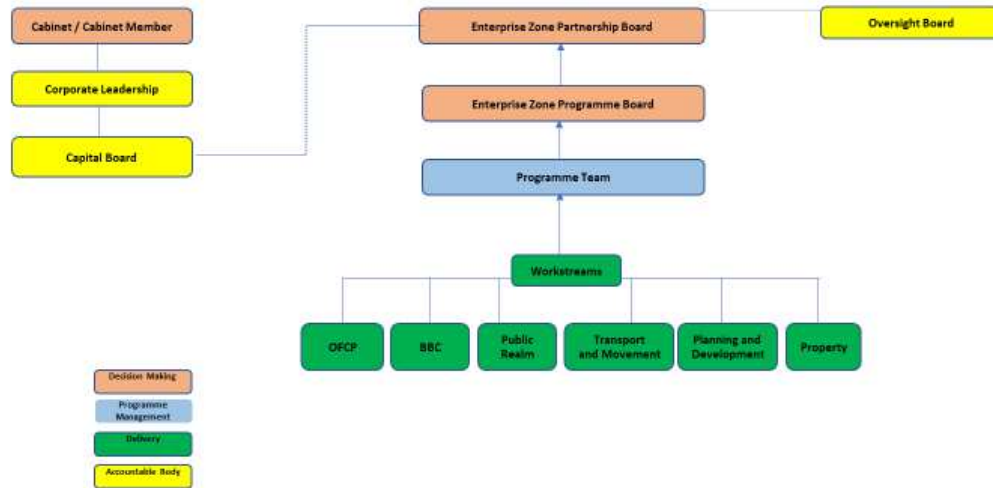 Cabinet / Cabinet Member
Enterprise Zone Partnership Board
Oversight Board
Corporate Leadership
Enterprise Zone Programme Board
Capital Board
Programme Team
Workstreams
OFCP
BBC
Public
Realm
Transport
and Movement
Planning and
Development
Property
Decision Making
Programme
Management
Delivery
Accountable Body